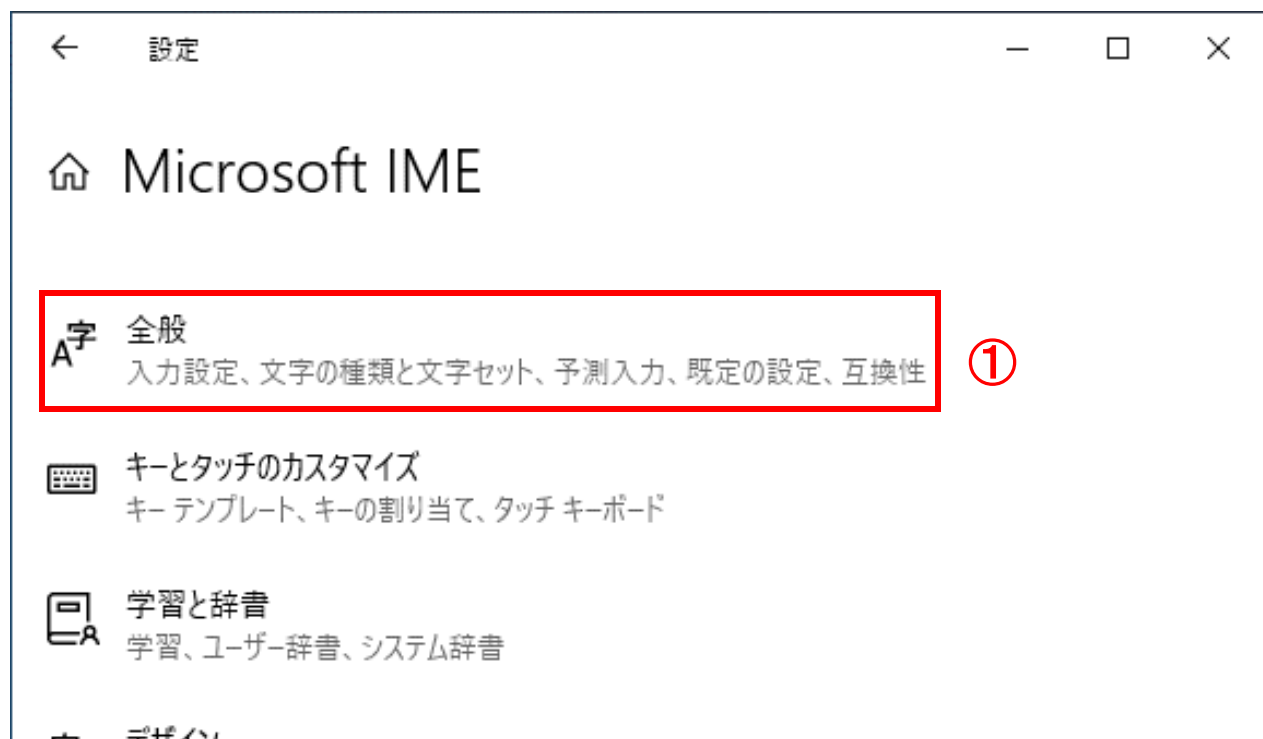 設定
Microsoft IME
全般
入力設定、文字の種類と文字セット、予測入力、既定の設定、互換性
①
キーとタッチのカスタマイズ
キー テンプレート、キーの割り当て、タッチ キーボード
学習と辞書
学習、ユーザー辞書、システム辞書
デザイン